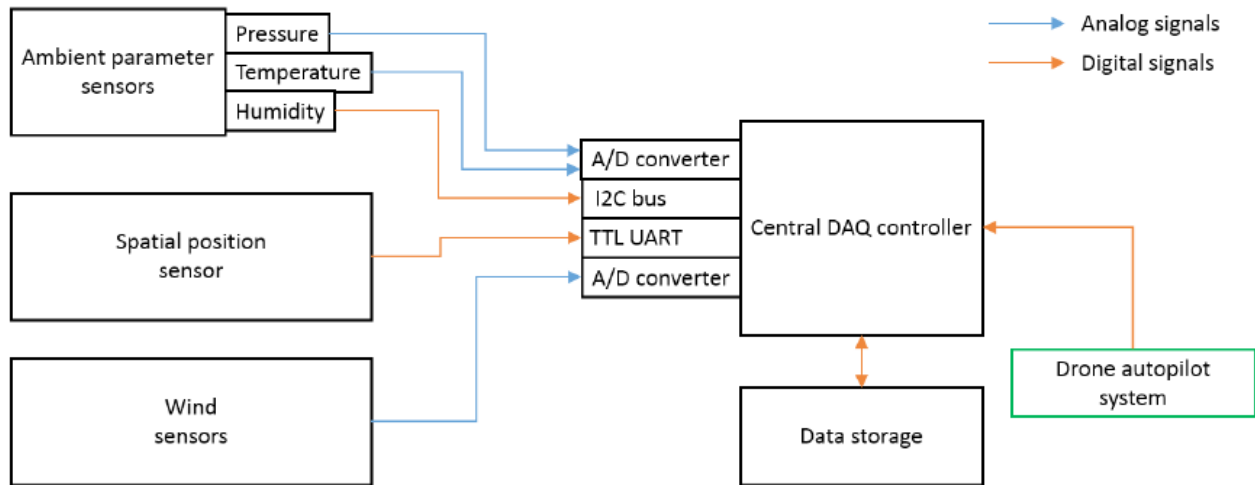 Ambient parameter
sensors
Pressure
Temperature
Humidity
Analog signals
Digital signals
A/D converter
I2C bus
TTL UART
A/D converter
Central DAQ controller
Spatial position
sensor
Wind
sensors
Data storage
Drone autopilot
system